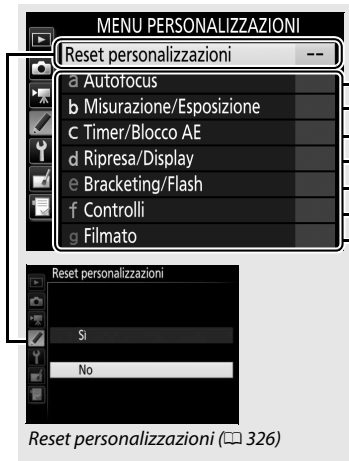 MENU PERSONALIZZAZIONI
Reset personalizzazioni --
a Autofocus
b Misurazione/Esposizione
c Timer/Blocco AE
d Ripresa/Display
e Bracketing/Flash
f Controlli
g Filmato
Reset personalizzazioni
Sì
No
Reset personalizzazioni (📖 326)